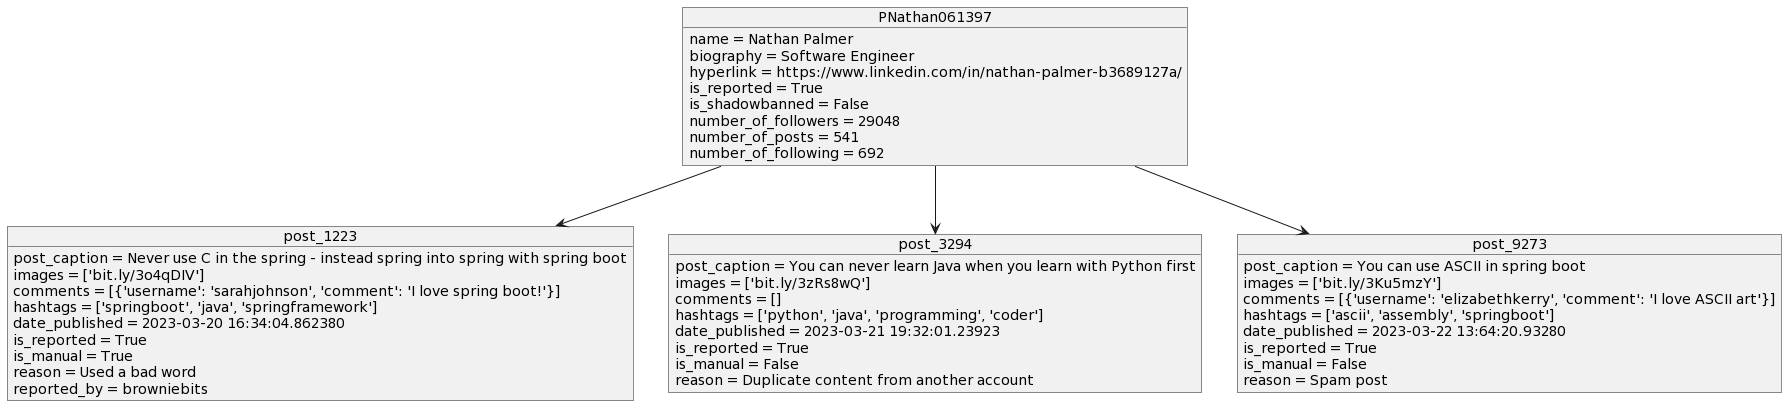 PNathan061397
name = Nathan Palmer
biography = Software Engineer
hyperlink = https://www.linkedin.com/in/nathan-palmer-b3689127a/
is_reported = True
is_shadowbanned = False
number_of_followers = 29048
number_of_posts = 541
number_of_following = 692
post_1223
post_caption = Never use C in the spring - instead spring into spring with spring boot
images = ['bit.ly/3o4qDIV']
comments = [{'username': 'sarahjohnson', 'comment': 'I love spring boot!'}]
hashtags = ['springboot', 'java', 'springframework']
date_published = 2023-03-20 16:34:04.862380
is_reported = True
is_manual = True
reason = Used a bad word
reported_by = browniebits
post_3294
post_caption = You can never learn Java when you learn with Python first
images = ['bit.ly/3zRs8wQ']
comments = []
hashtags = ['python', 'java', 'programming', 'coder']
date_published = 2023-03-21 19:32:01.23923
is_reported = True
is_manual = False
reason = Duplicate content from another account
post_9273
post_caption = You can use ASCII in spring boot
images = ['bit.ly/3Ku5mzY']
comments = [{'username': 'elizabethkerry', 'comment': 'I love ASCII art'}]
hashtags = ['ascii', 'assembly', 'springboot']
date_published = 2023-03-22 13:64:20.93280
is_reported = True
is_manual = False
reason = Spam post